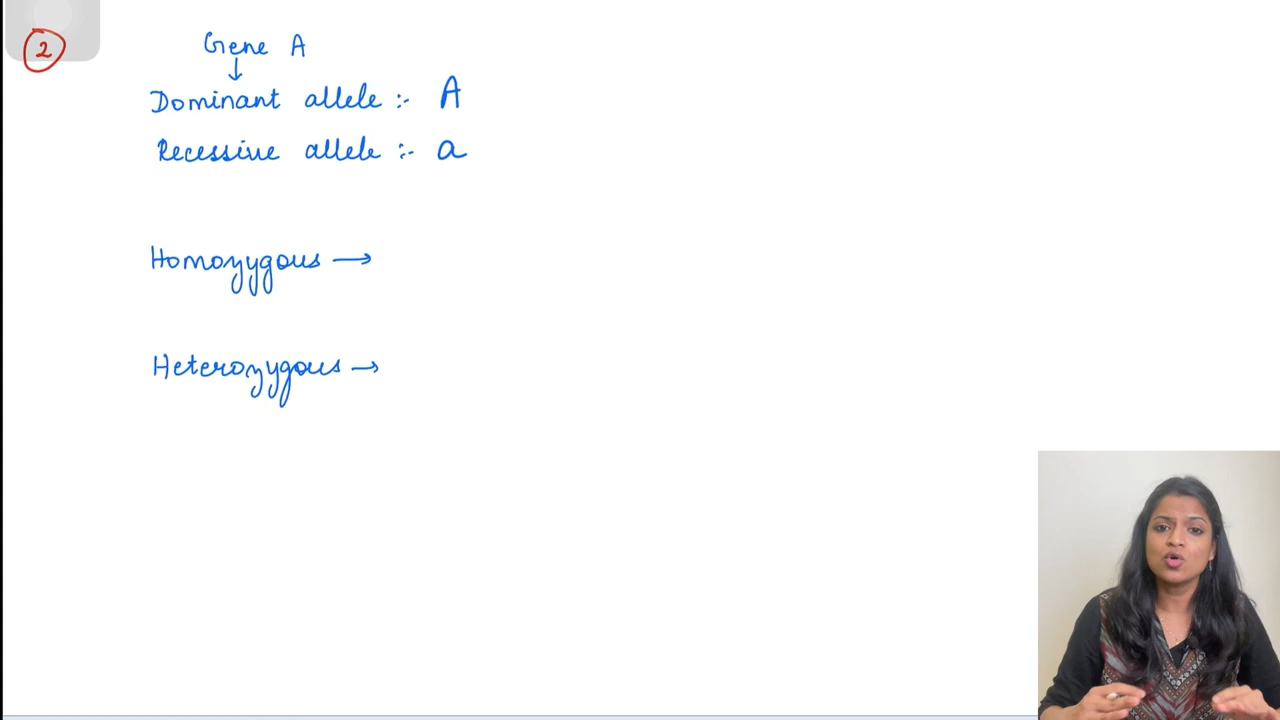 2
Gene A
↓
Dominant allele :- A
Recessive allele :- a
Homozygous →
Heterozygous →